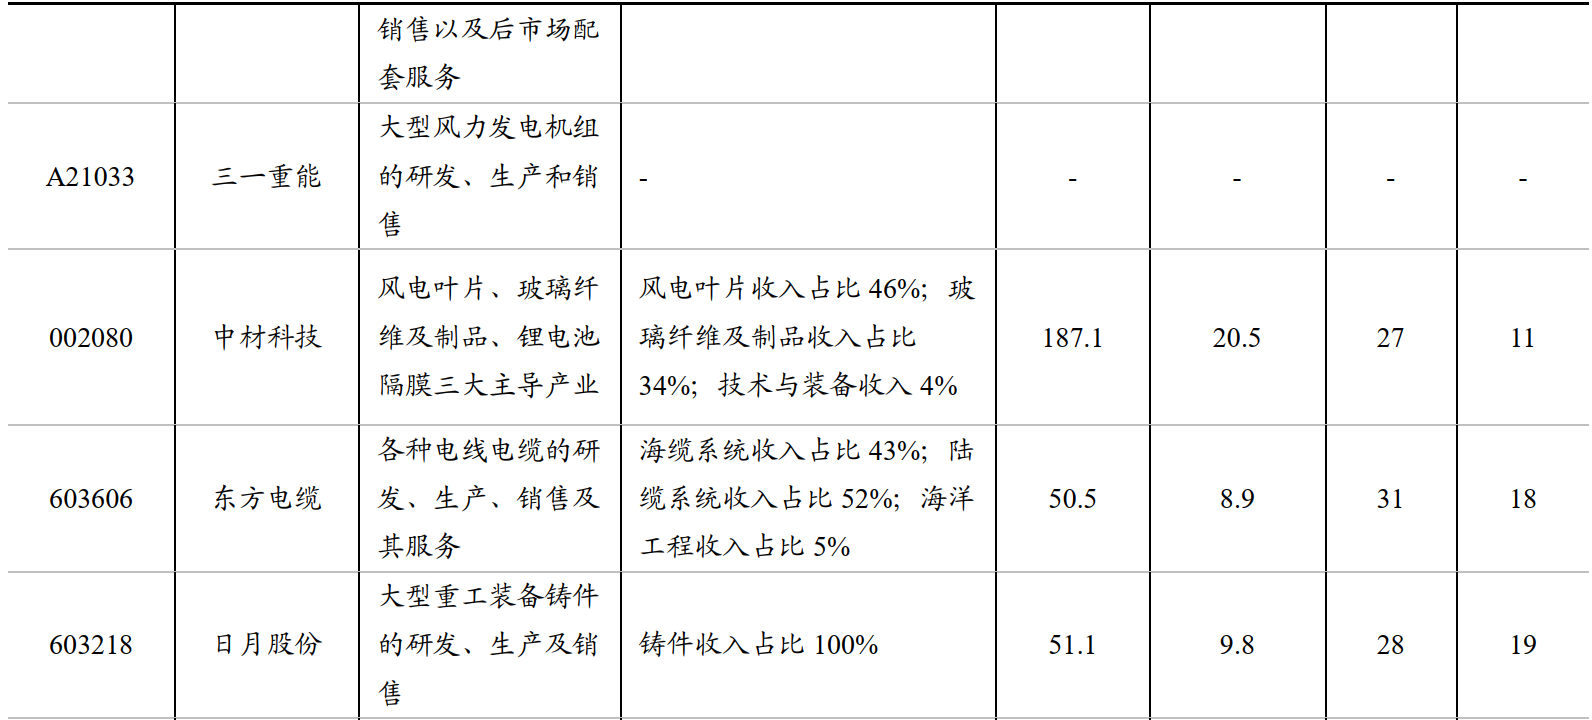 销售以及后市场配
套服务
大型风力发电机组
A21033 三一重能 的研发、生产和销 - - - - -
售
风电叶片、玻璃纤 风电叶片收入占比 46%; 玻
002080 中材科技 维及制品、锂电池 璃纤维及制品收入占比 187.1 20.5 27 11
隔膜三大主导产业 34%; 技术与装备收入 4%
各种电线电缆的研 海缆系统收入占比 43%; 陆
603606 东方电缆 发、生产、销售及 缆系统收入占比 52%; 海洋 50.5 8.9 31 18
其服务 工程收入占比 5%
大型重工装备铸件
603218 日月股份 的研发、生产及销 铸件收入占比 100% 51.1 9.8 28 19
售